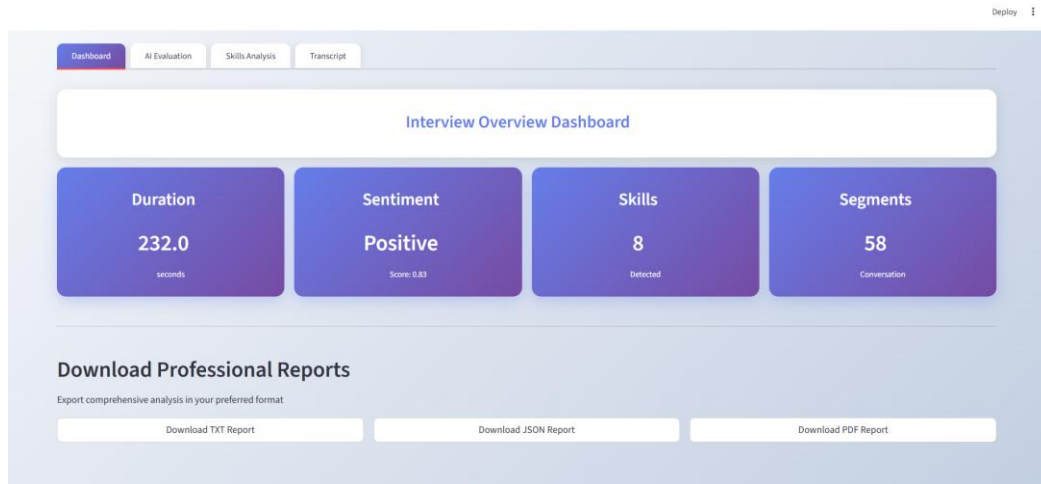 Deploy
Dashboard
AI Evaluation
Skills Analysis
Transcript
Interview Overview Dashboard
Duration
232.0
seconds
Sentiment
Positive
Score: 0.83
Skills
8
Detected
Segments
58
Conversation
Download Professional Reports
Export comprehensive analysis in your preferred format
Download TXT Report
Download JSON Report
Download PDF Report